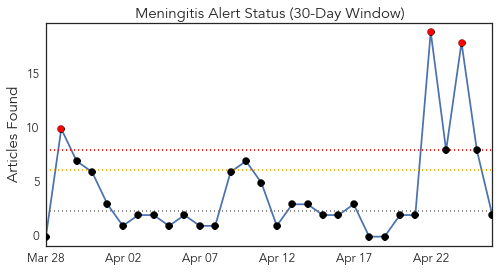 Meningitis Alert Status (30-Day Window)
Articles Found
15
10
5
0
Mar 28 Apr 02 Apr 07 Apr 12 Apr 17 Apr 22